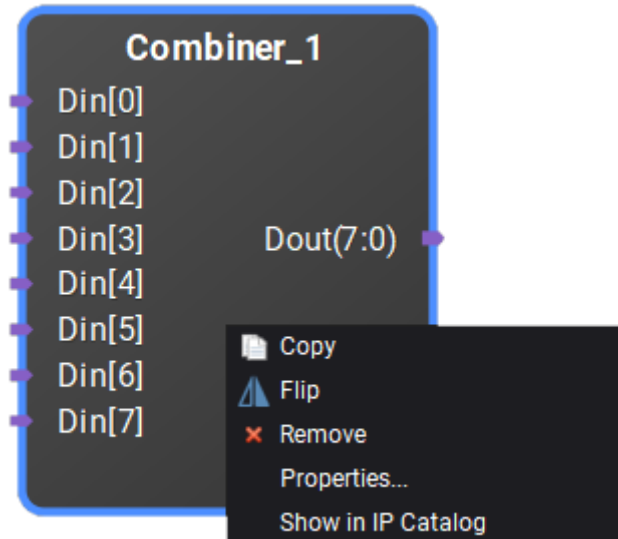 Combiner_1
Din[0]
Din[1]
Din[2]
Din[3]
Dout(7:0)
Din[4]
Din[5]
Din[6]
Din[7]
Copy
Flip
Remove
Properties...
Show in IP Catalog